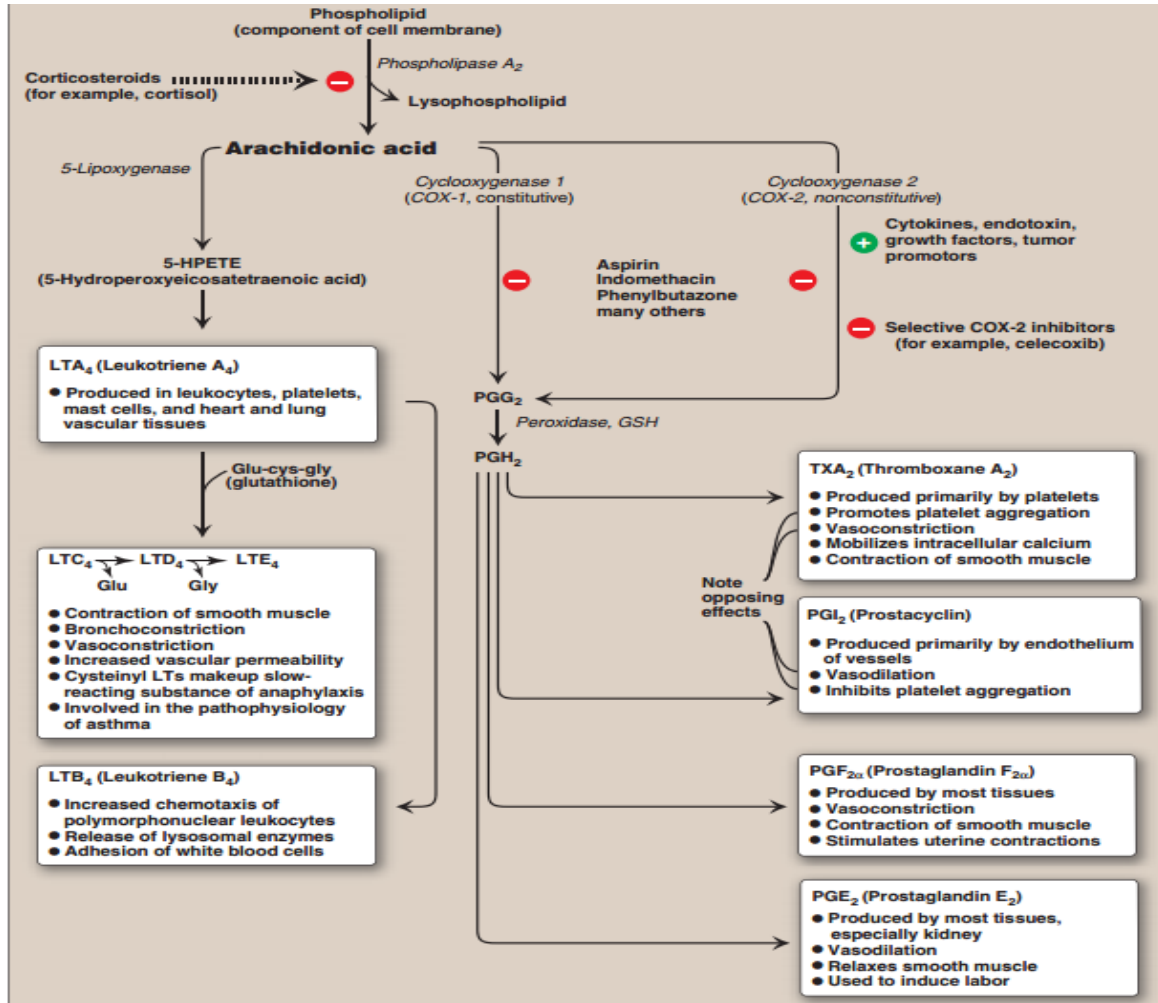 Phospholipid
(component of cell membrane)
Phospholipase A2
Corticosteroids
(for example, cortisol)
Lysophospholipid
Arachidonic acid
5-Lipoxygenase
Cyclooxygenase 1
(COX-1, constitutive)
Cyclooxygenase 2
(COX-2, nonconstitutive)
Cytokines, endotoxin,
growth factors, tumor
promotors
5-HPETE
(5-Hydroperoxyeicosatetraenoic acid)
Aspirin
Indomethacin
Phenylbutazone
many others
Selective COX-2 inhibitors
(for example, celecoxib)
LTA4 (Leukotriene A4)
● Produced in leukocytes, platelets,
mast cells, and heart and lung
vascular tissues
PGG2
Peroxidase, GSH
PGH2
Glu-cys-gly
(glutathione)
TXA2 (Thromboxane A2)
● Produced primarily by platelets
● Promotes platelet aggregation
● Vasoconstriction
● Mobilizes intracellular calcium
● Contraction of smooth muscle
LTC4 LTD4 LTE4
Glu Gly
● Contraction of smooth muscle
● Bronchoconstriction
● Vasoconstriction
● Increased vascular permeability
● Cysteinyl LTs makeup slow-
reacting substance of anaphylaxis
● Involved in the pathophysiology
of asthma
Note
opposing
effects
PGI2 (Prostacyclin)
● Produced primarily by endothelium
of vessels
● Vasodilation
● Inhibits platelet aggregation
LTB4 (Leukotriene B4)
● Increased chemotaxis of
polymorphonuclear leukocytes
● Release of lysosomal enzymes
● Adhesion of white blood cells
PGF2α (Prostaglandin F2α)
● Produced by most tissues
● Vasoconstriction
● Contraction of smooth muscle
● Stimulates uterine contractions
PGE2 (Prostaglandin E2)
● Produced by most tissues,
especially kidney
● Vasodilation
● Relaxes smooth muscle
● Used to induce labor